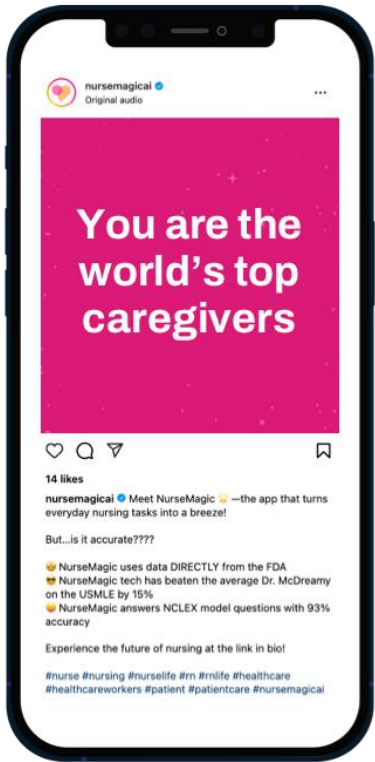 nursemagicai
Original audio
You are the
world's top
caregivers
14 likes
nursemagicai Meet NurseMagic —the app that turns
everyday nursing tasks into a breeze!
But...is it accurate????
NurseMagic uses data DIRECTLY from the FDA
NurseMagic tech has beaten the average Dr. McDreamy
on the USMLE by 15%
NurseMagic answers NCLEX model questions with 93%
accuracy
Experience the future of nursing at the link in bio!
#nurse #nursing #nurselife #rn #rnlife #healthcare
#healthcareworkers #patient #patientcare #nursemagicai